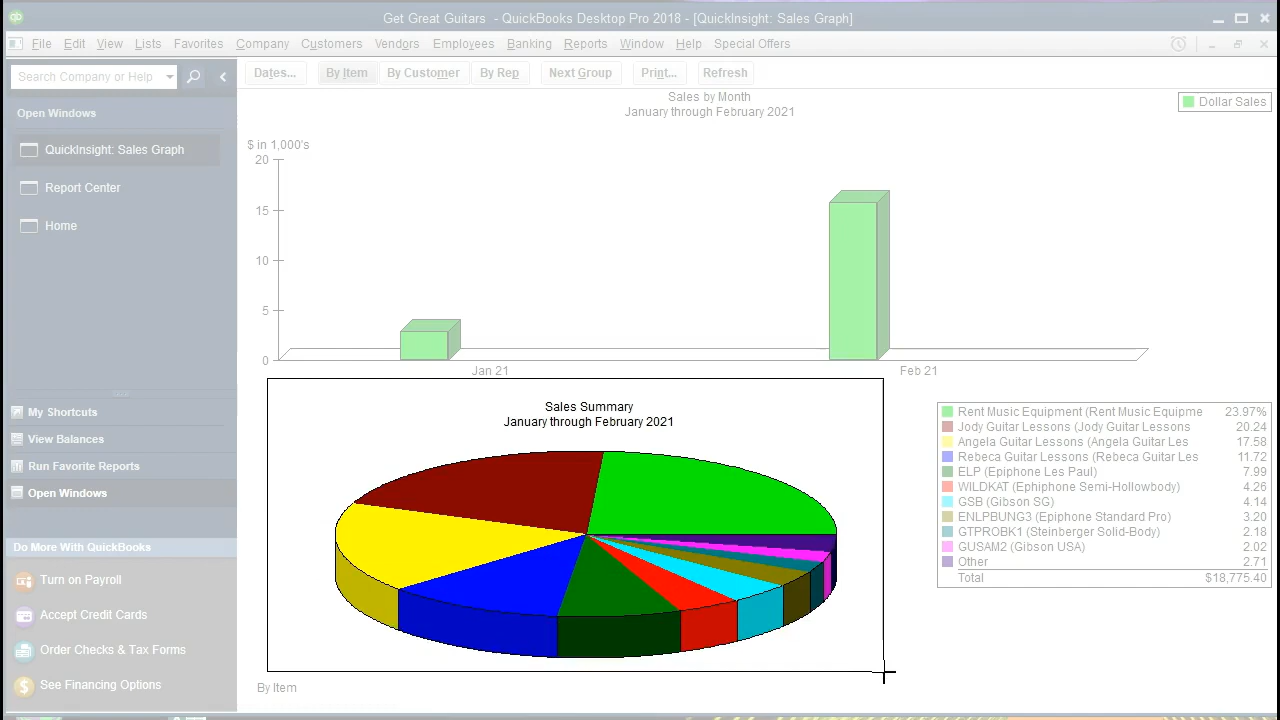 Get Great Guitars - QuickBooks Desktop Pro 2018 - [QuickInsight: Sales Graph]
File Edit View Lists Favorites Company Customers Vendors Employees Banking Reports Window Help Special Offers
Search Company or Help
Dates... By Item By Customer By Rep Next Group Print... Refresh
Open Windows
QuickInsight: Sales Graph
Report Center
Home
My Shortcuts
View Balances
Run Favorite Reports
Open Windows
Do More With QuickBooks
Turn on Payroll
Accept Credit Cards
Order Checks & Tax Forms
See Financing Options
Sales by Month
January through February 2021
Dollar Sales
$ in 1,000's
20
15
10
5
0
Jan 21 Feb 21
Sales Summary
January through February 2021
Rent Music Equipment (Rent Music Equipme 23.97%
Jody Guitar Lessons (Jody Guitar Lessons 20.24
Angela Guitar Lessons (Angela Guitar Les 17.58
Rebeca Guitar Lessons (Rebeca Guitar Les 11.72
ELP (Epiphone Les Paul) 7.99
WILDKAT (Ephiphone Semi-Hollowbody) 4.26
GSB (Gibson SG) 4.14
ENLPBUNG3 (Epiphone Standard Pro) 3.20
GTPROBK1 (Steinberger Solid-Body) 2.18
GUSAM2 (Gibson USA) 2.02
Other 2.71
Total $18,775.40
By Item